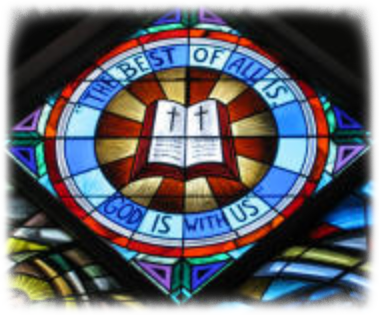 "THE BEST OF ALL IS,
GOD IS WITH US"